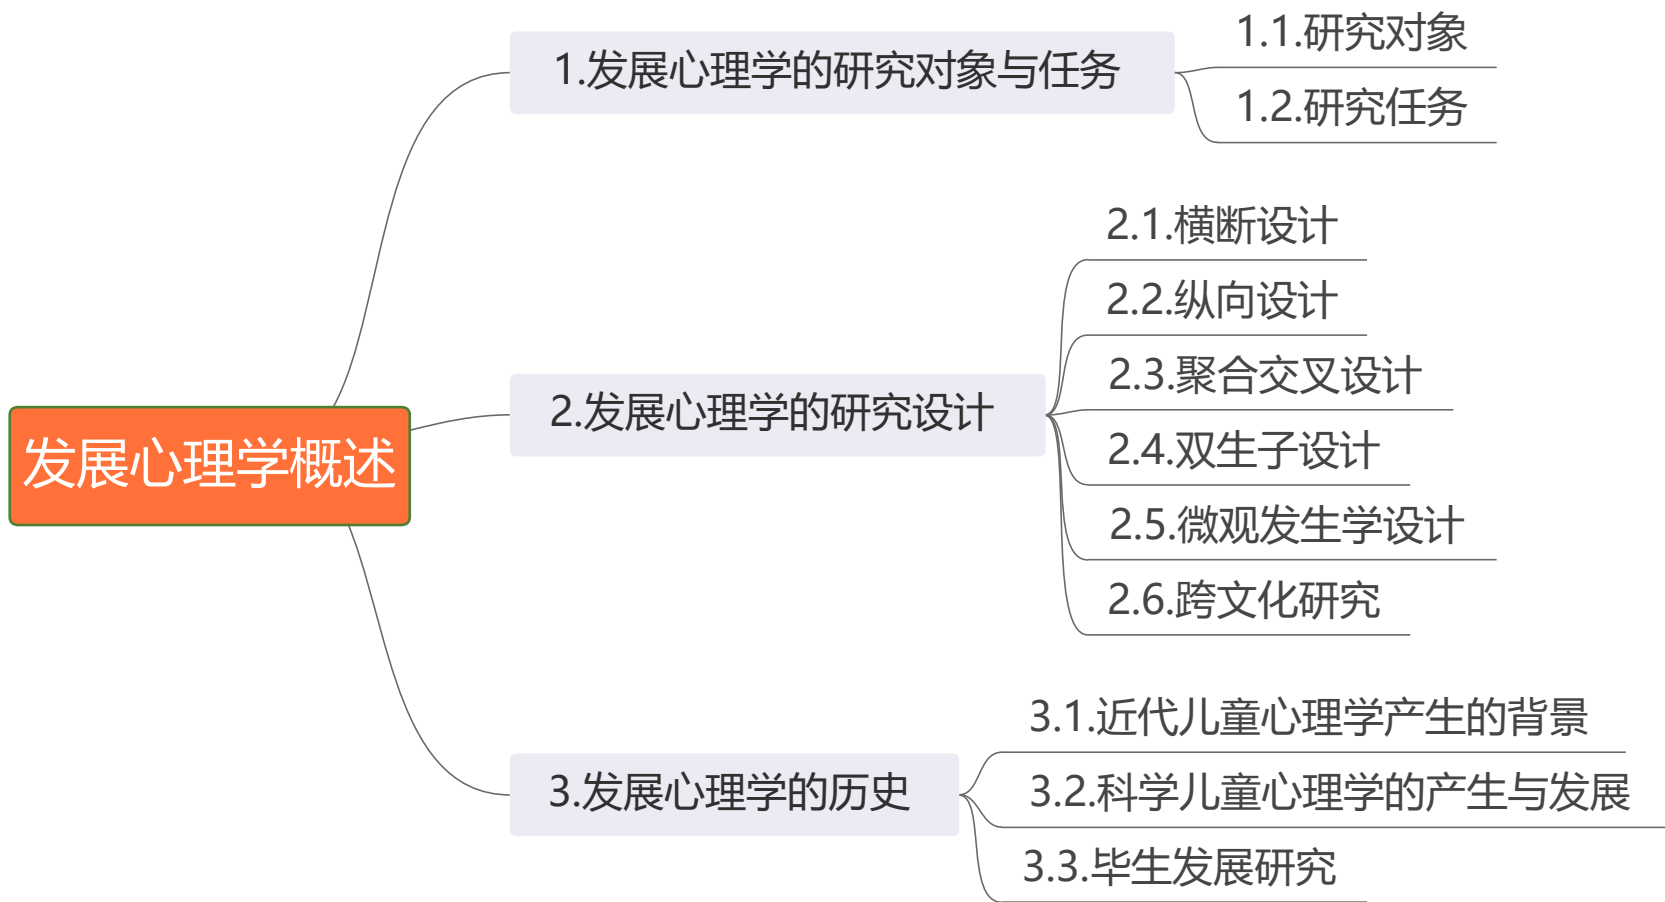 发展心理学概述
1.发展心理学的研究对象与任务
1.1.研究对象
1.2.研究任务
2.发展心理学的研究设计
2.1.横断设计
2.2.纵向设计
2.3.聚合交叉设计
2.4.双生子设计
2.5.微观发生学设计
2.6.跨文化研究
3.发展心理学的历史
3.1.近代儿童心理学产生的背景
3.2.科学儿童心理学的产生与发展
3.3.毕生发展研究